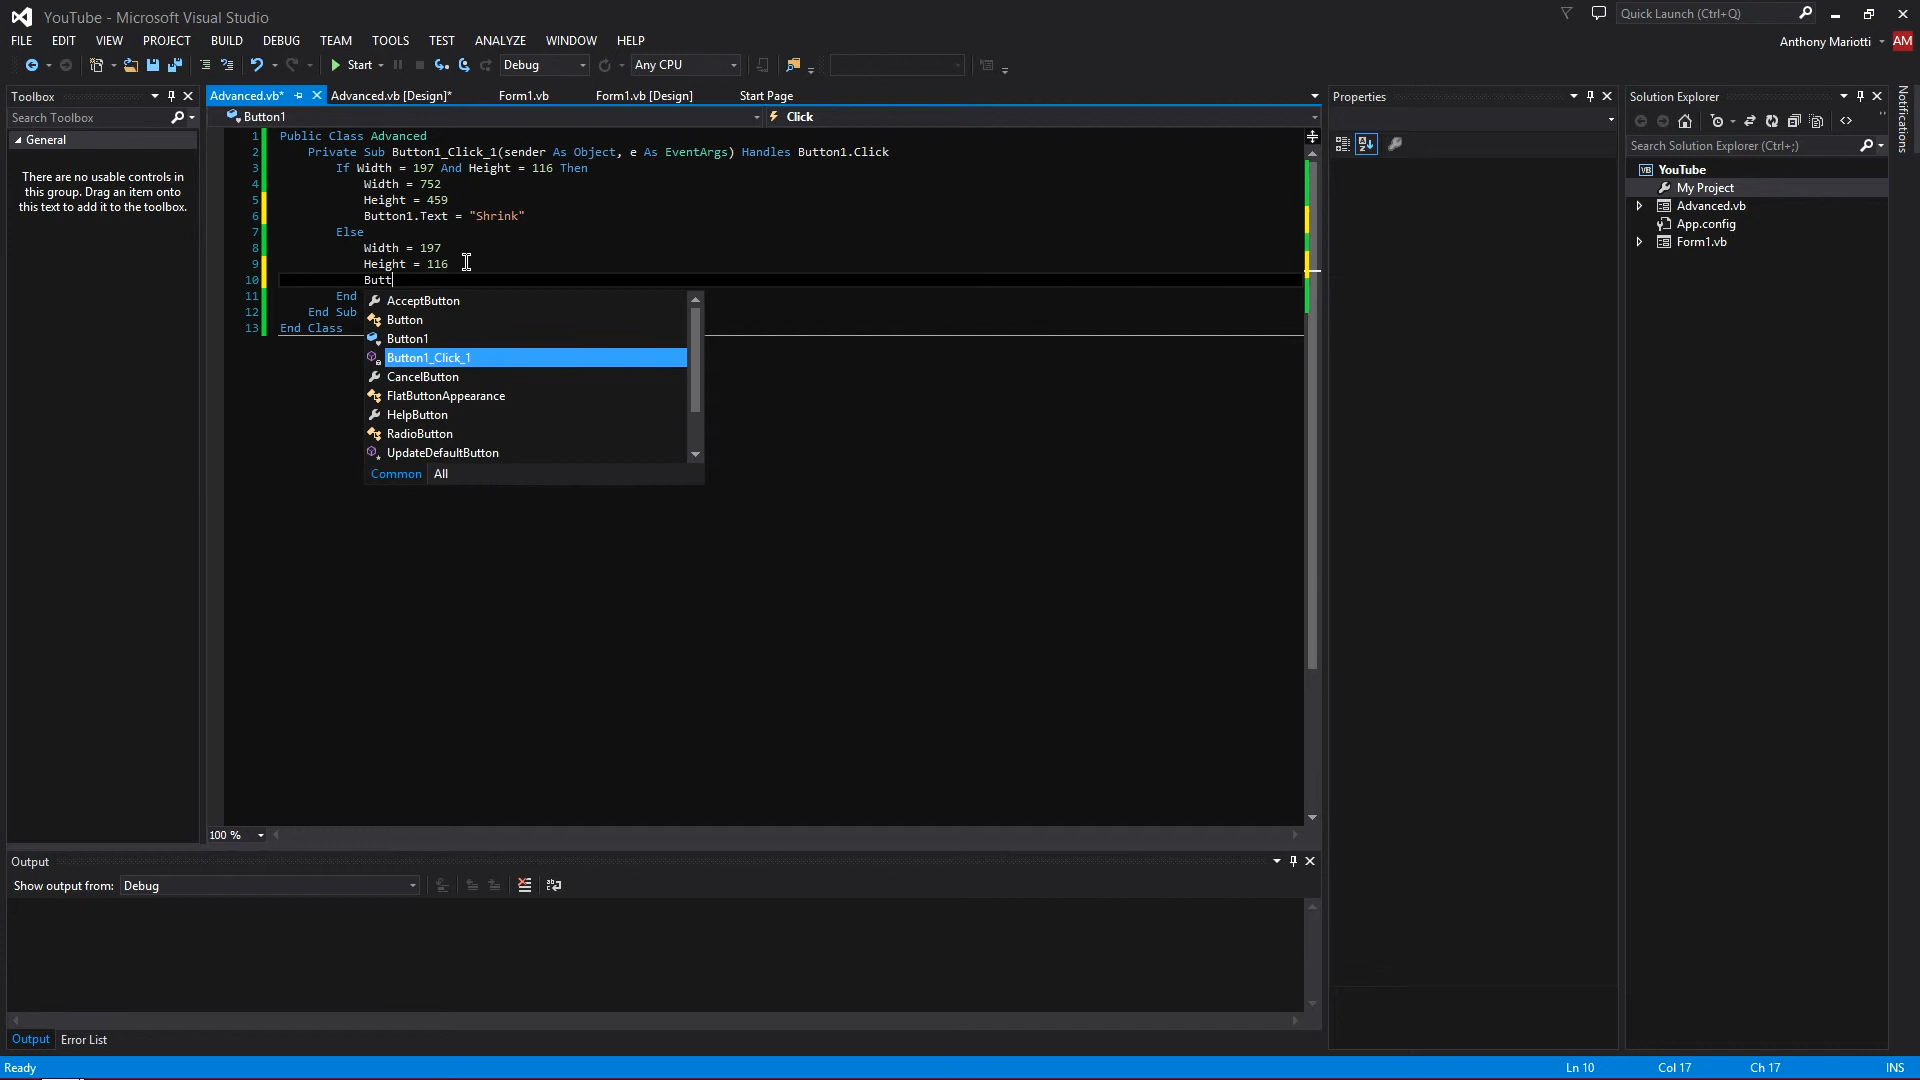 YouTube - Microsoft Visual Studio
Quick Launch (Ctrl+Q)
FILE EDIT VIEW PROJECT BUILD DEBUG TEAM TOOLS TEST ANALYZE WINDOW HELP
Anthony Mariotti AM
Start Debug Any CPU
Toolbox
Search Toolbox
General
There are no usable controls in
this group. Drag an item onto
this text to add it to the toolbox.
Advanced.vb* Advanced.vb [Design]* Form1.vb Form1.vb [Design] Start Page
Button1 Click
1 Public Class Advanced
2 Private Sub Button1_Click_1(sender As Object, e As EventArgs) Handles Button1.Click
3 If Width = 197 And Height = 116 Then
4 Width = 752
5 Height = 459
6 Button1.Text = "Shrink"
7 Else
8 Width = 197
9 Height = 116
10 Butt
11 End
12 End Sub
13 End Class
AcceptButton
Button
Button1
Button1_Click_1
CancelButton
FlatButtonAppearance
HelpButton
RadioButton
UpdateDefaultButton
Common All
100 %
Properties
Solution Explorer
Search Solution Explorer (Ctrl+;)
VB YouTube
My Project
Advanced.vb
App.config
Form1.vb
Notifications
Output
Show output from: Debug
Output Error List
Ready Ln 10 Col 17 Ch 17 INS